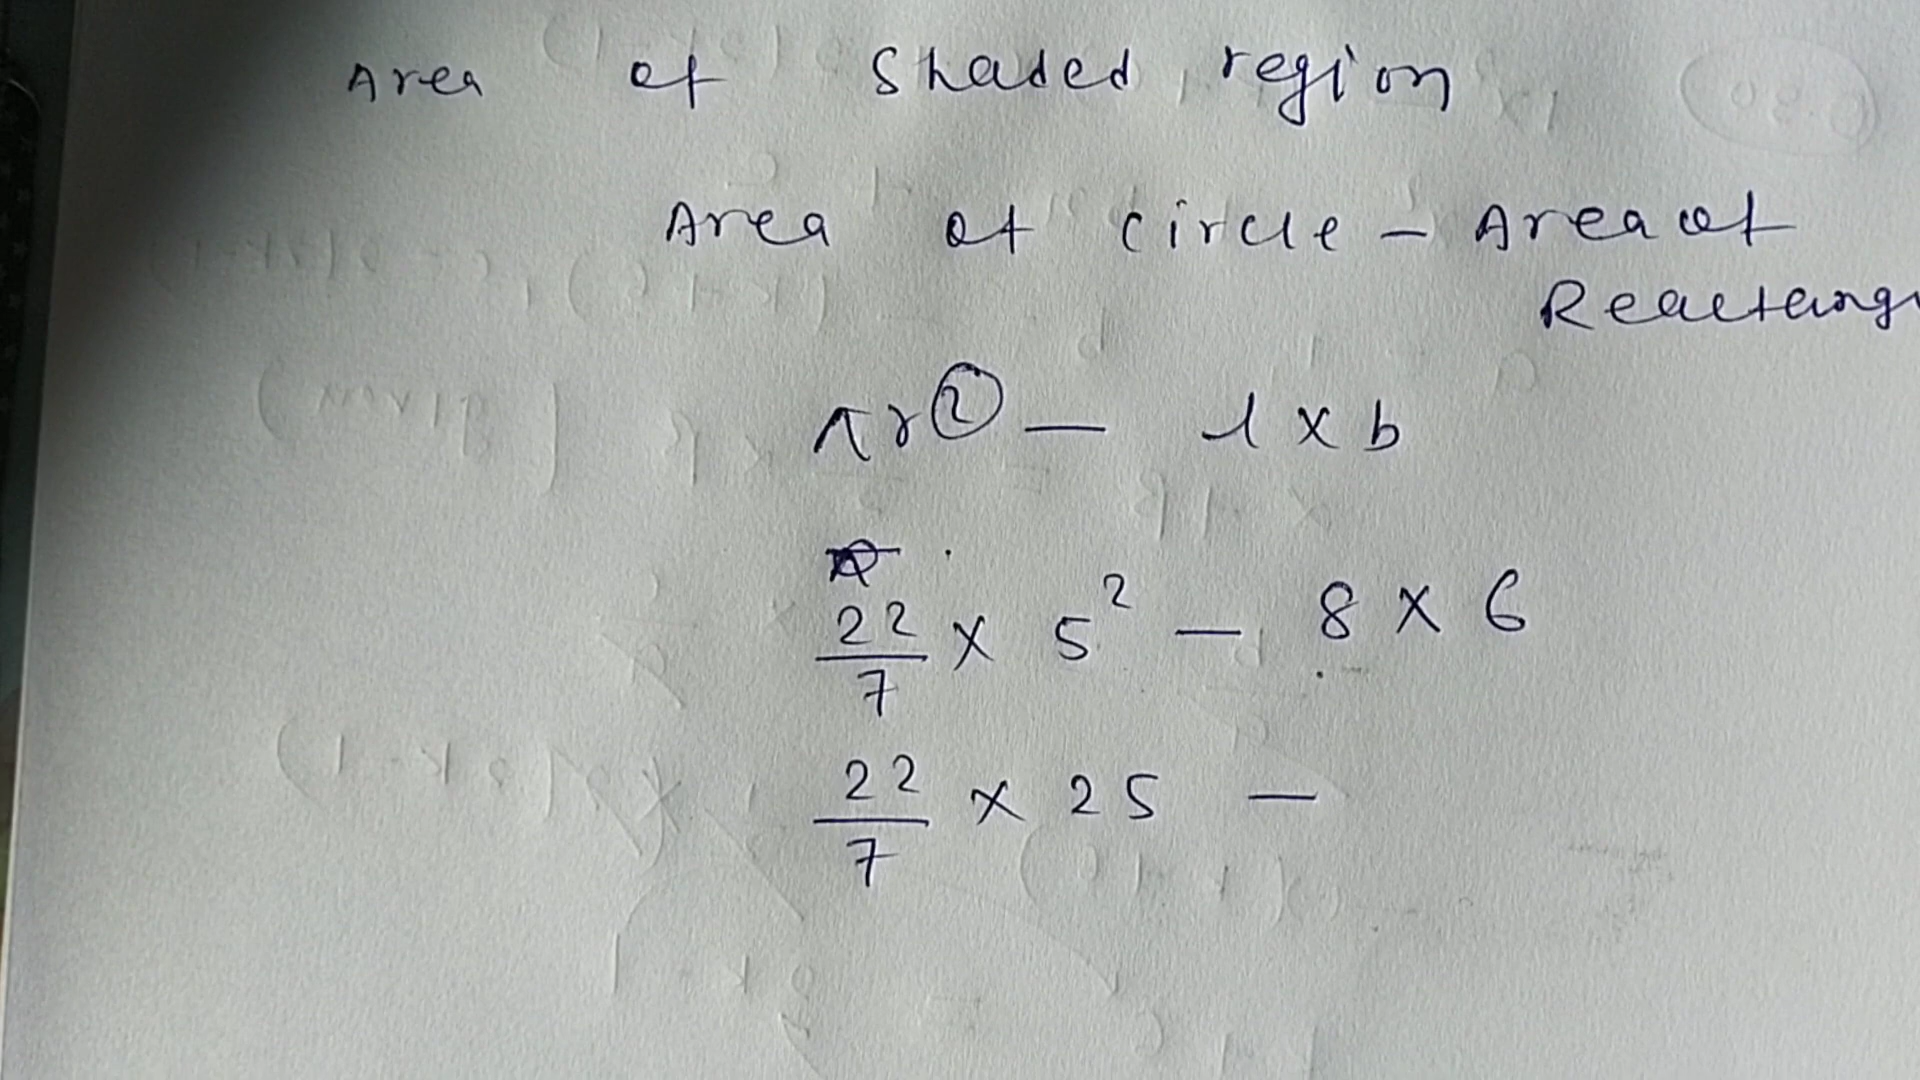 Area of Shaded region
Area of circle - Area of
Reactang
πr² - l x b
22/7 x 5² - 8 x 6
22/7 x 25 -